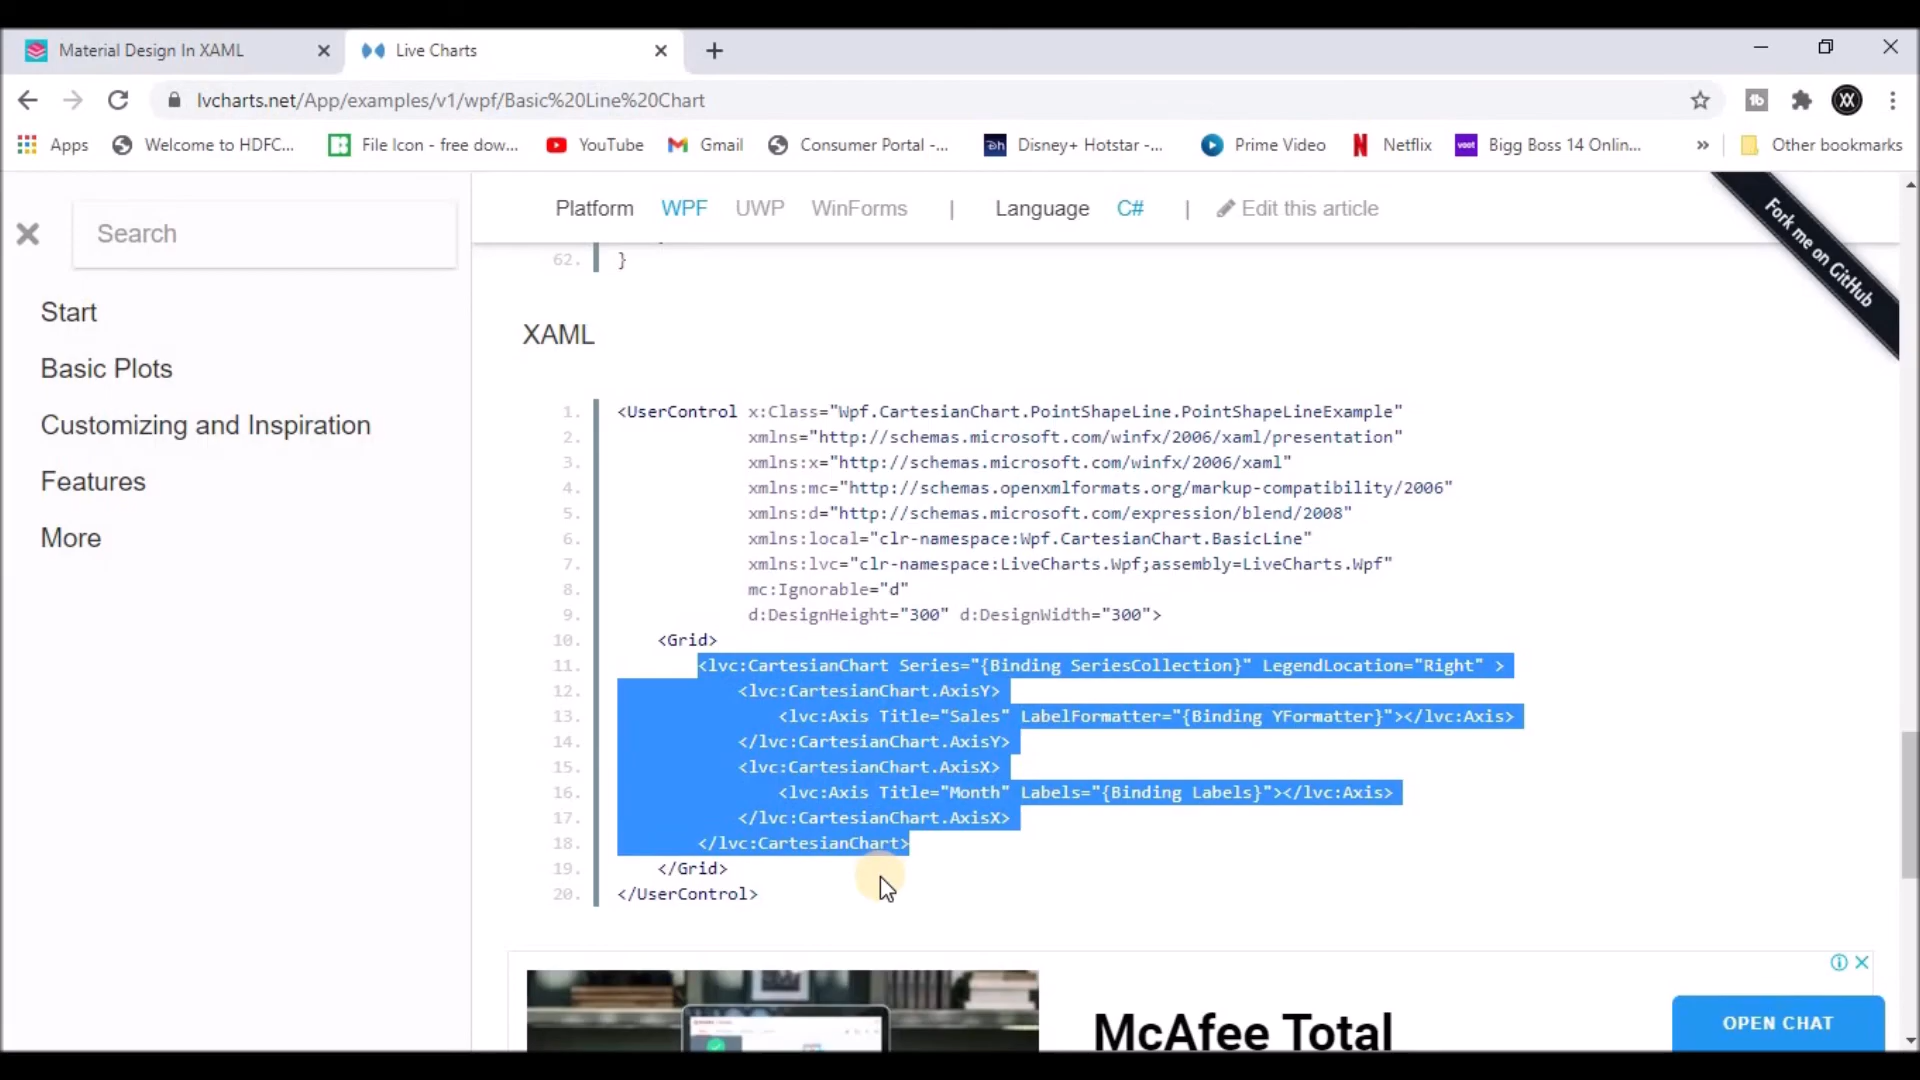 Material Design In XAML
Live Charts
lvcharts.net/App/examples/v1/wpf/Basic%20Line%20Chart
Apps
Welcome to HDFC...
File Icon - free dow...
YouTube
Gmail
Consumer Portal -...
Disney+ Hotstar -...
Prime Video
Netflix
Bigg Boss 14 Onlin...
»
Other bookmarks
Search
Start
Basic Plots
Customizing and Inspiration
Features
More
Platform WPF UWP WinForms | Language C# | Edit this article
Fork me on GitHub
62. }
XAML
1. <UserControl x:Class="Wpf.CartesianChart.PointShapeLine.PointShapeLineExample"
2. xmlns="http://schemas.microsoft.com/winfx/2006/xaml/presentation"
3. xmlns:x="http://schemas.microsoft.com/winfx/2006/xaml"
4. xmlns:mc="http://schemas.openxmlformats.org/markup-compatibility/2006"
5. xmlns:d="http://schemas.microsoft.com/expression/blend/2008"
6. xmlns:local="clr-namespace:Wpf.CartesianChart.BasicLine"
7. xmlns:lvc="clr-namespace:LiveCharts.Wpf;assembly=LiveCharts.Wpf"
8. mc:Ignorable="d"
9. d:DesignHeight="300" d:DesignWidth="300">
10. <Grid>
11. <lvc:CartesianChart Series="{Binding SeriesCollection}" LegendLocation="Right" >
12. <lvc:CartesianChart.AxisY>
13. <lvc:Axis Title="Sales" LabelFormatter="{Binding YFormatter}"></lvc:Axis>
14. </lvc:CartesianChart.AxisY>
15. <lvc:CartesianChart.AxisX>
16. <lvc:Axis Title="Month" Labels="{Binding Labels}"></lvc:Axis>
17. </lvc:CartesianChart.AxisX>
18. </lvc:CartesianChart>
19. </Grid>
20. </UserControl>
McAfee Total
OPEN CHAT